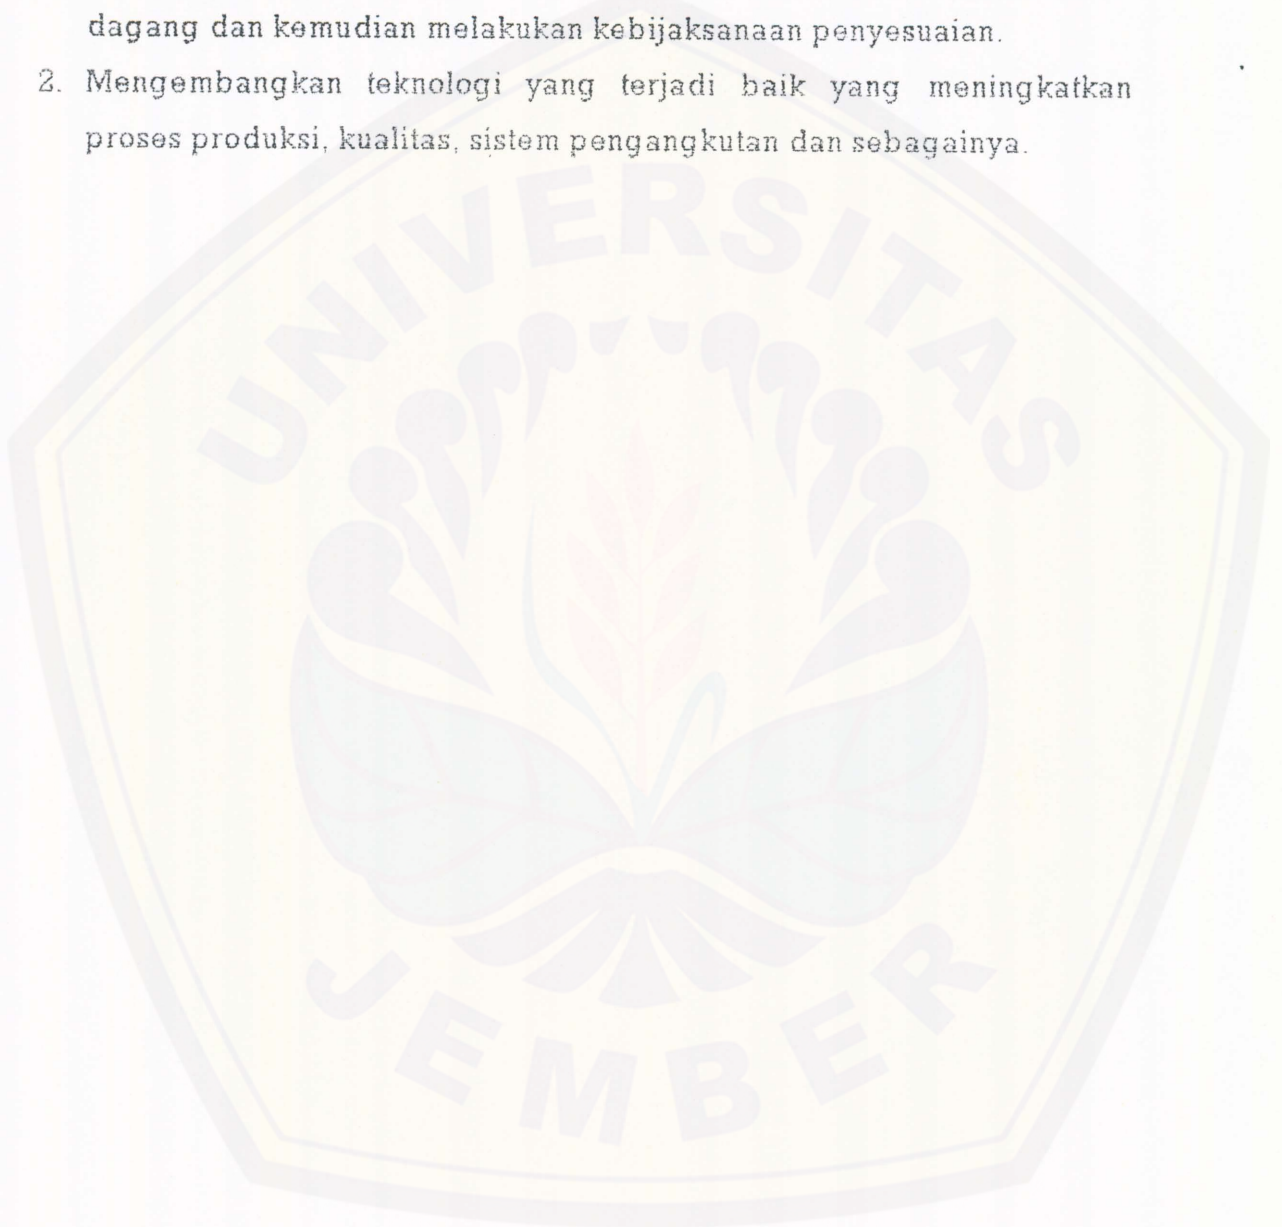 dagang dan kemudian melakukan kebijaksanaan penyesuaian.
2. Mengembangkan teknologi yang terjadi baik yang meningkatkan
proses produksi, kualitas, sistem pengangkutan dan sebagainya.
UNIVERSITAS
JEMBER